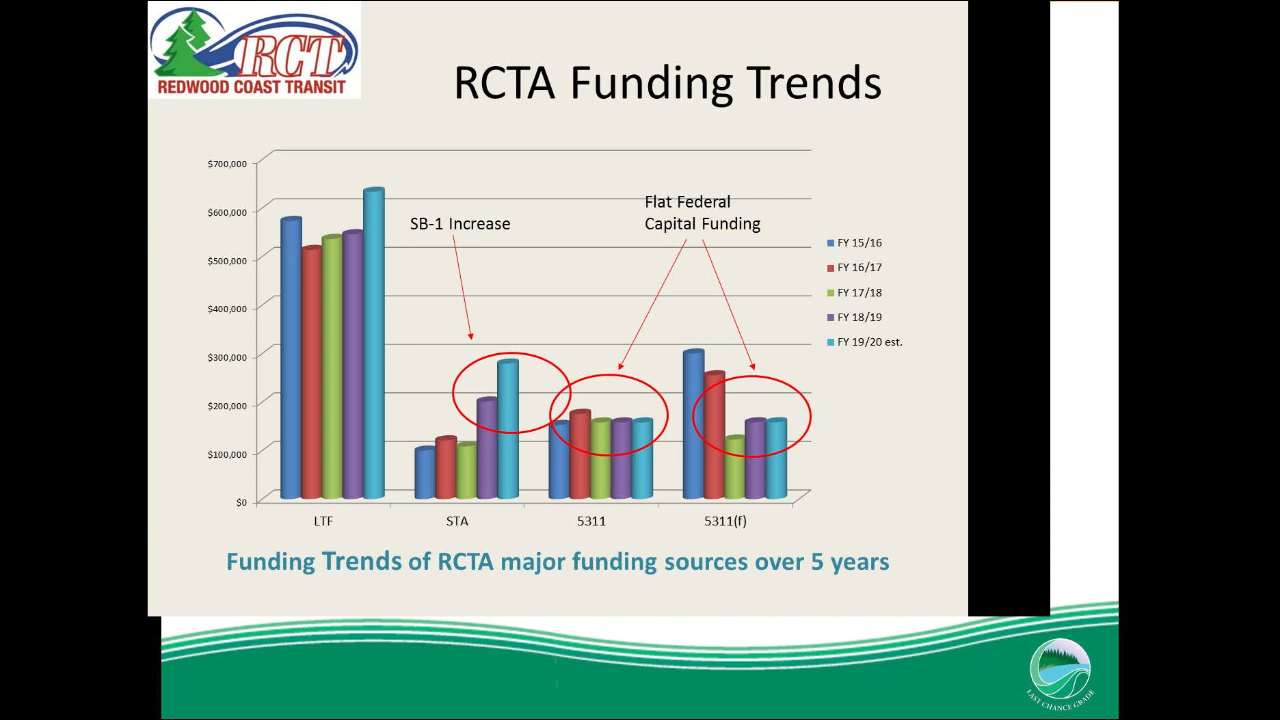 RCT
REDWOOD COAST TRANSIT
RCTA Funding Trends
$700,000
$600,000
$500,000
$400,000
$300,000
$200,000
$100,000
$0
SB-1 Increase
Flat Federal
Capital Funding
FY 15/16
FY 16/17
FY 17/18
FY 18/19
FY 19/20 est.
LTF
STA
5311
5311(f)
Funding Trends of RCTA major funding sources over 5 years
LAST CHANCE GRADE